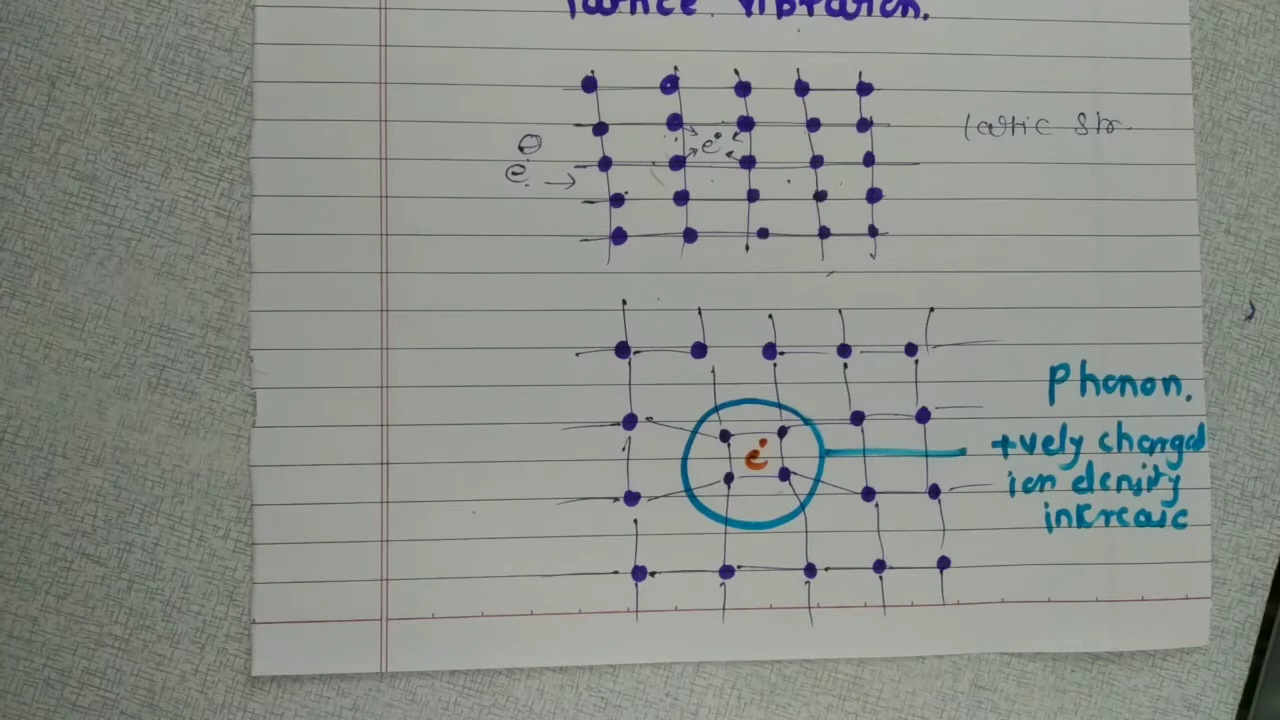 lattice vibration.
e
e
lattic str.
Phonon.
e
+vely charged
ion density
increase